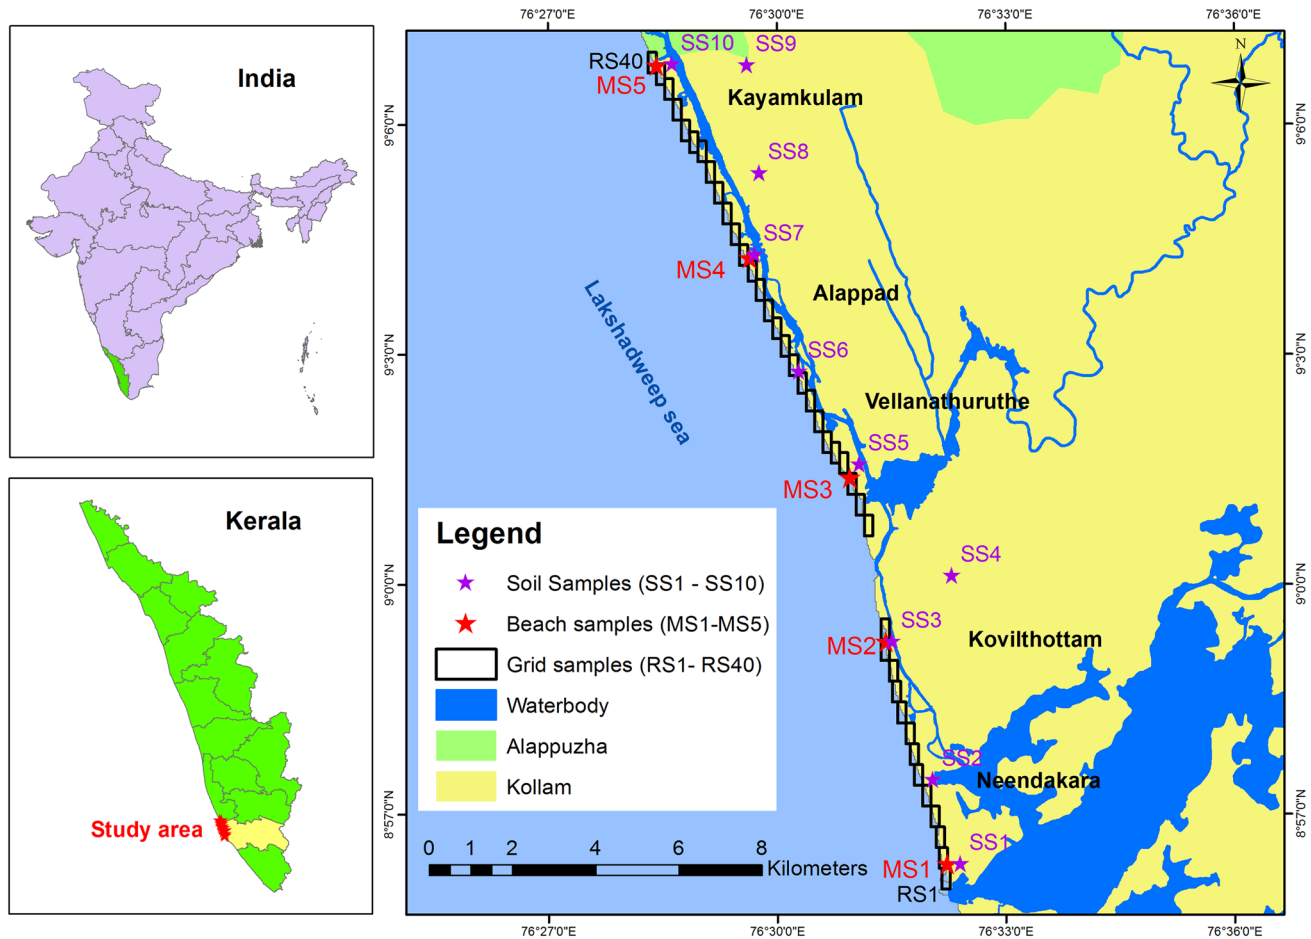 India
Kerala
Study area
76°27'0"E
76°30'0"E
76°33'0"E
76°36'0"E
9°6'0"N
9°3'0"N
9°0'0"N
8°57'0"N
N
SS10
SS9
RS40
MS5
Kayamkulam
SS8
SS7
MS4
Alappad
Lakshadweep sea
SS6
Vellanathuruthe
SS5
MS3
SS4
SS3
MS2
Kovilthottam
SS2
Neendakara
SS1
MS1
RS1
Legend
Soil Samples (SS1 - SS10)
Beach samples (MS1-MS5)
Grid samples (RS1- RS40)
Waterbody
Alappuzha
Kollam
0 1 2 4 6 8
Kilometers
9°6'0"N
9°3'0"N
9°0'0"N
8°57'0"N
76°27'0"E
76°30'0"E
76°33'0"E
76°36'0"E